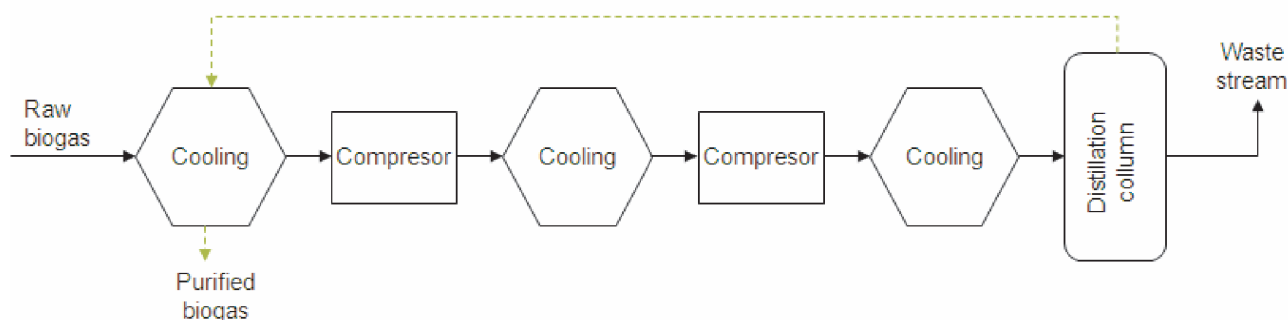 Raw
biogas
Cooling
Compresor
Cooling
Compresor
Cooling
Distillation
collumn
Waste
stream
Purified
biogas